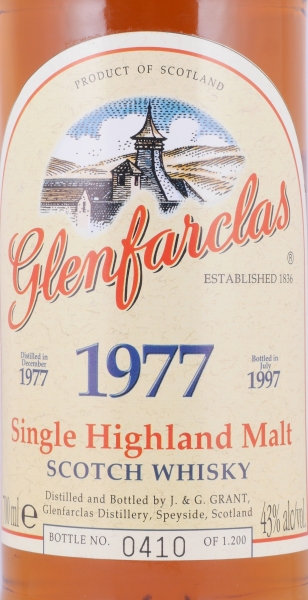 PRODUCT OF SCOTLAND
Glenfarclas ®
ESTABLISHED 1836
Distilled in
December
1977
1977
Bottled in
July
1997
Single Highland Malt
SCOTCH WHISKY
Distilled and Bottled by J. & G. GRANT,
Glenfarclas Distillery, Speyside, Scotland
700ml e
43% alc/vol
BOTTLE NO. 0410 OF 1.200